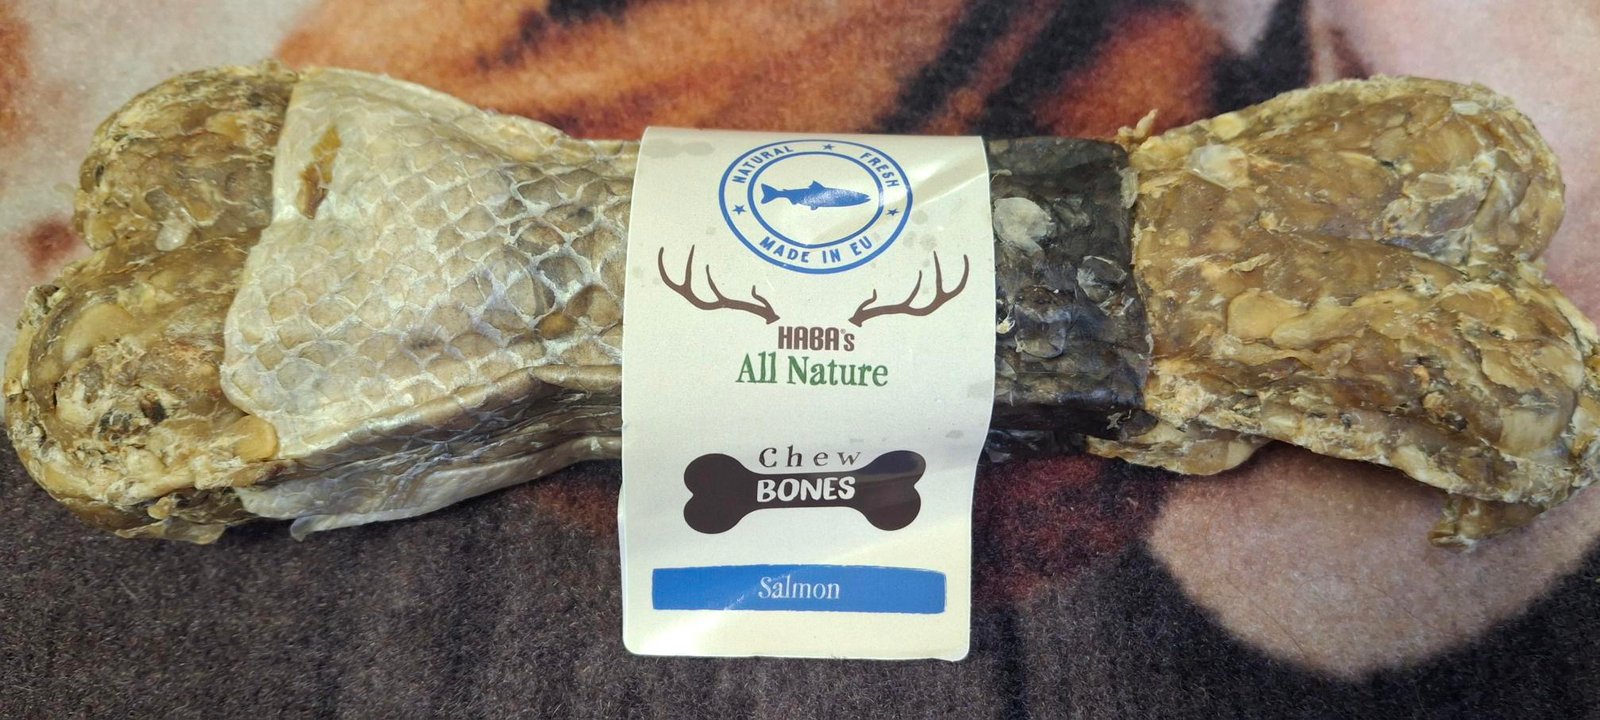 NATURAL ★ FRESH ★
MADE IN EU ★
HABA®s
All Nature
Chew
BONES
Salmon